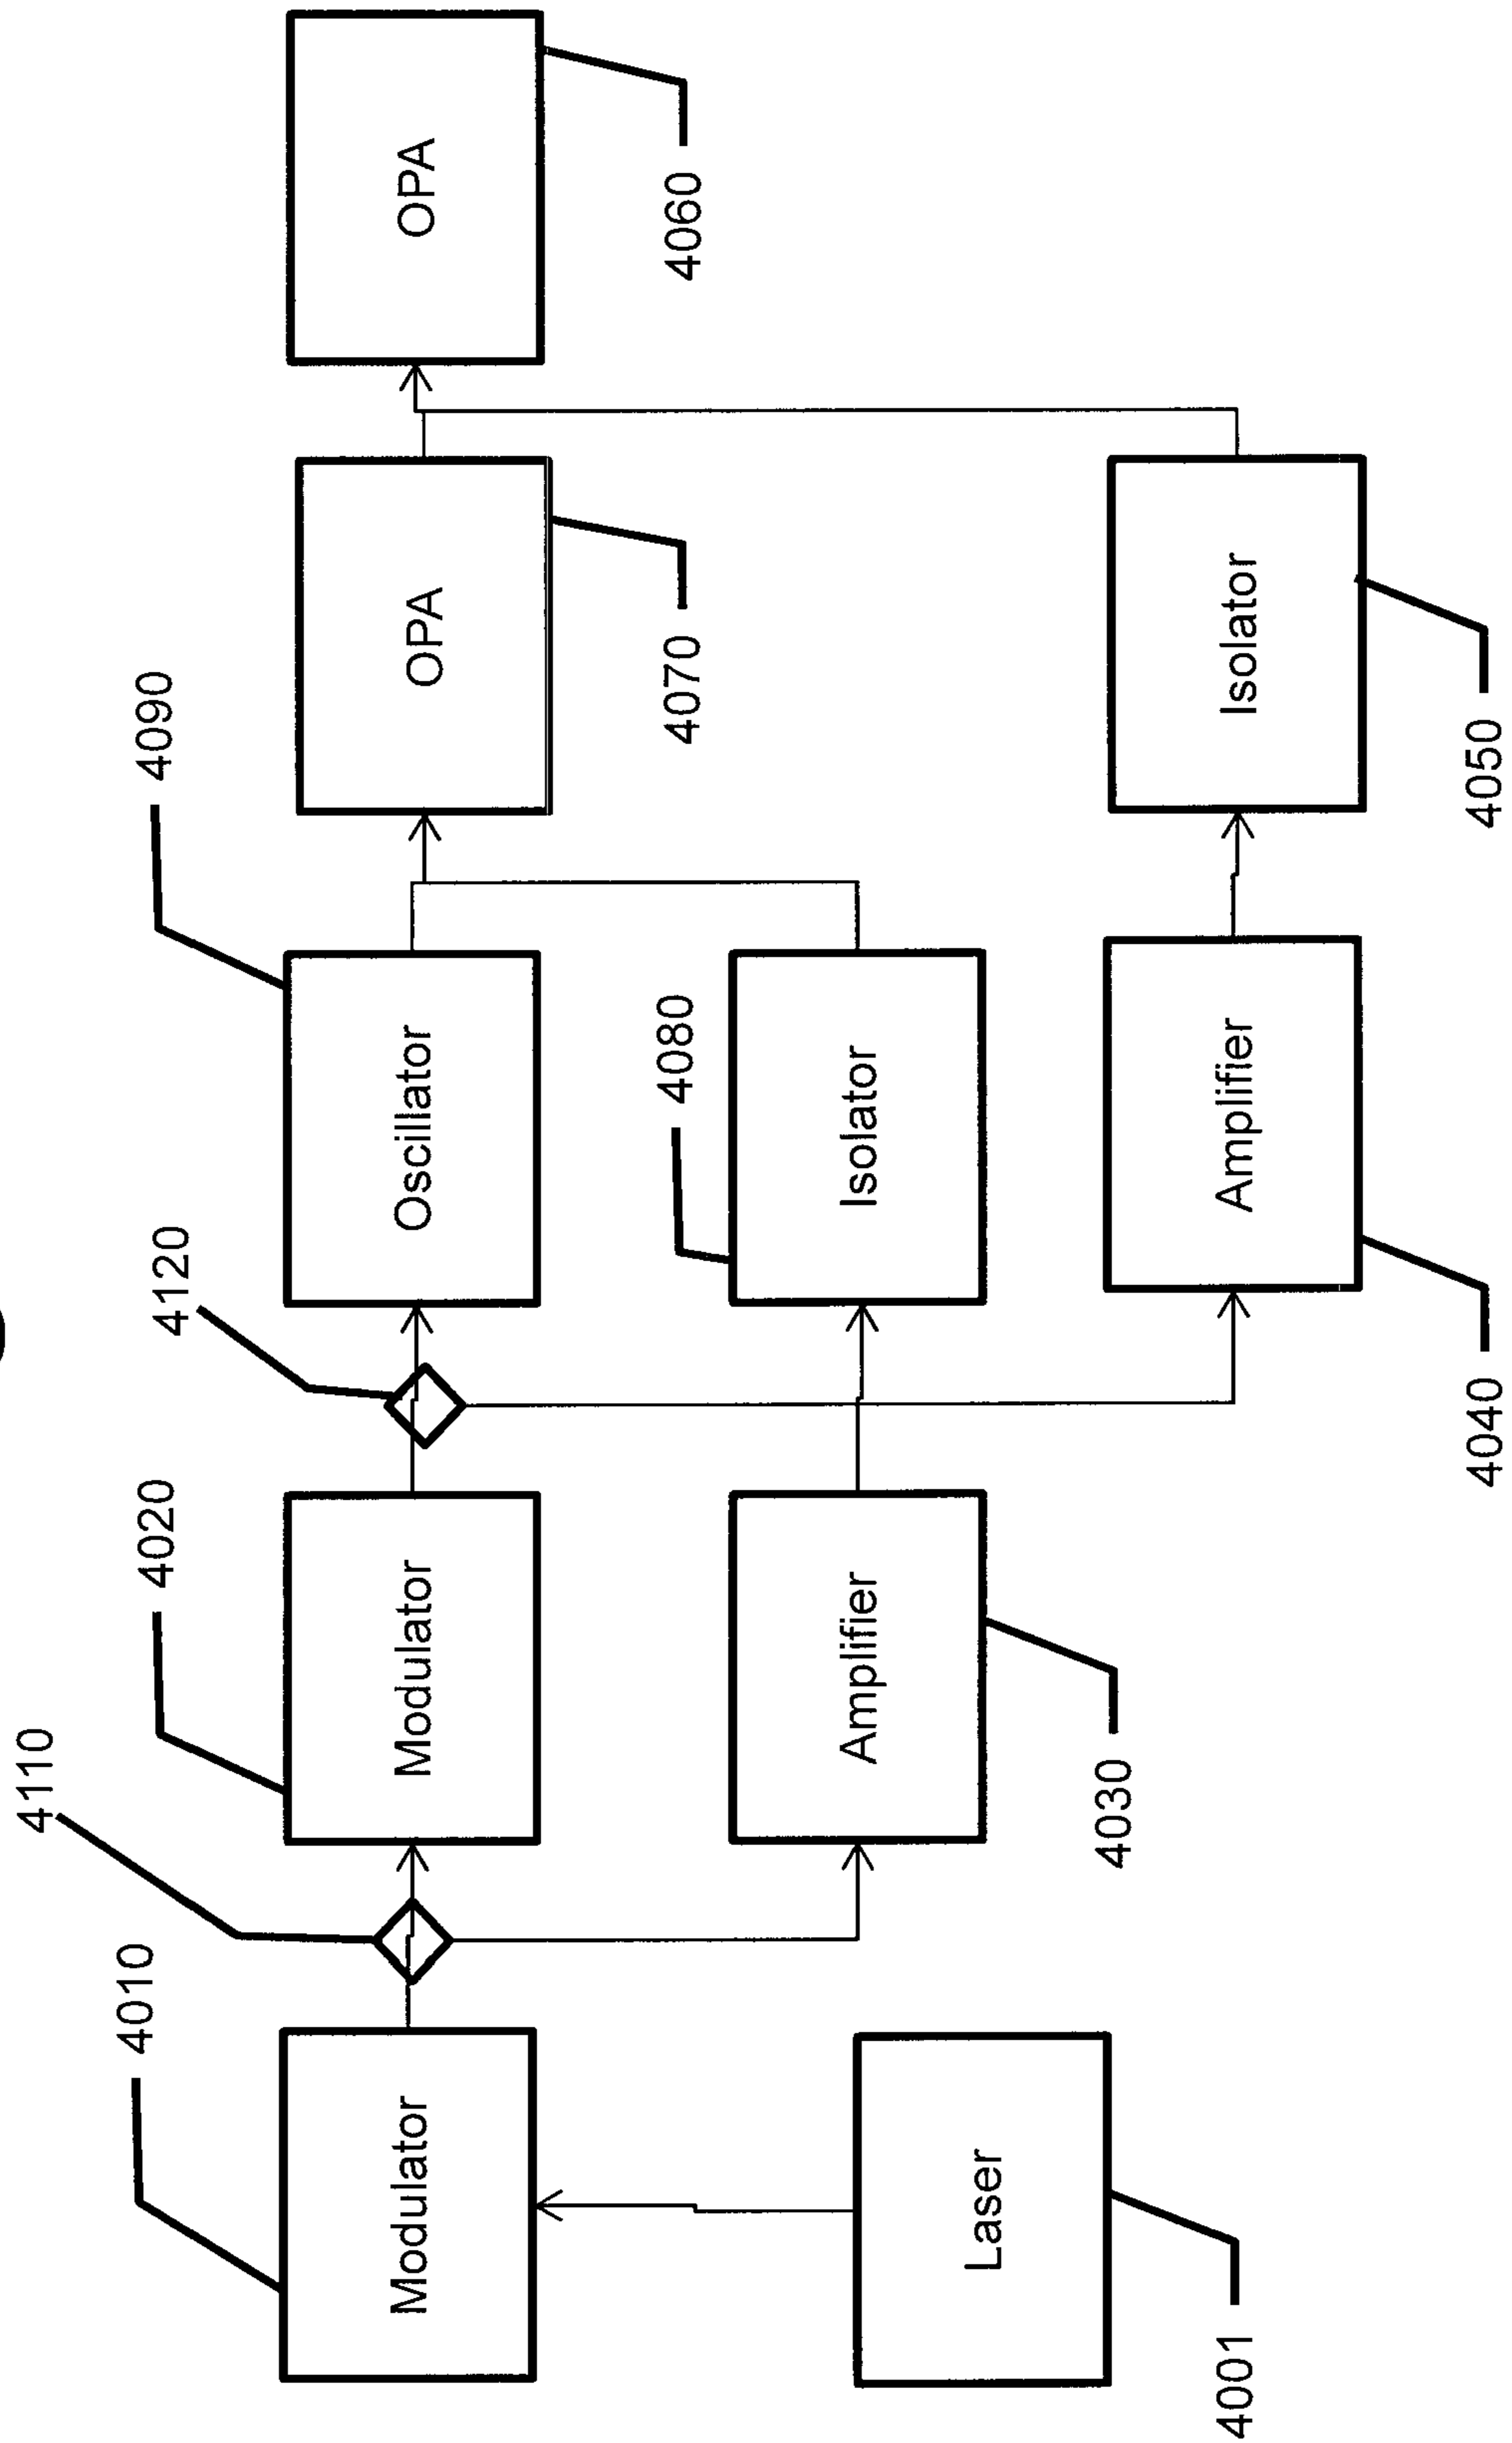 4110
4010
4020
4120
4090
Modulator
Modulator
Oscillator
OPA
OPA
4080
4070
4060
Laser
Amplifier
Isolator
4001
4030
Amplifier
Isolator
4040
4050